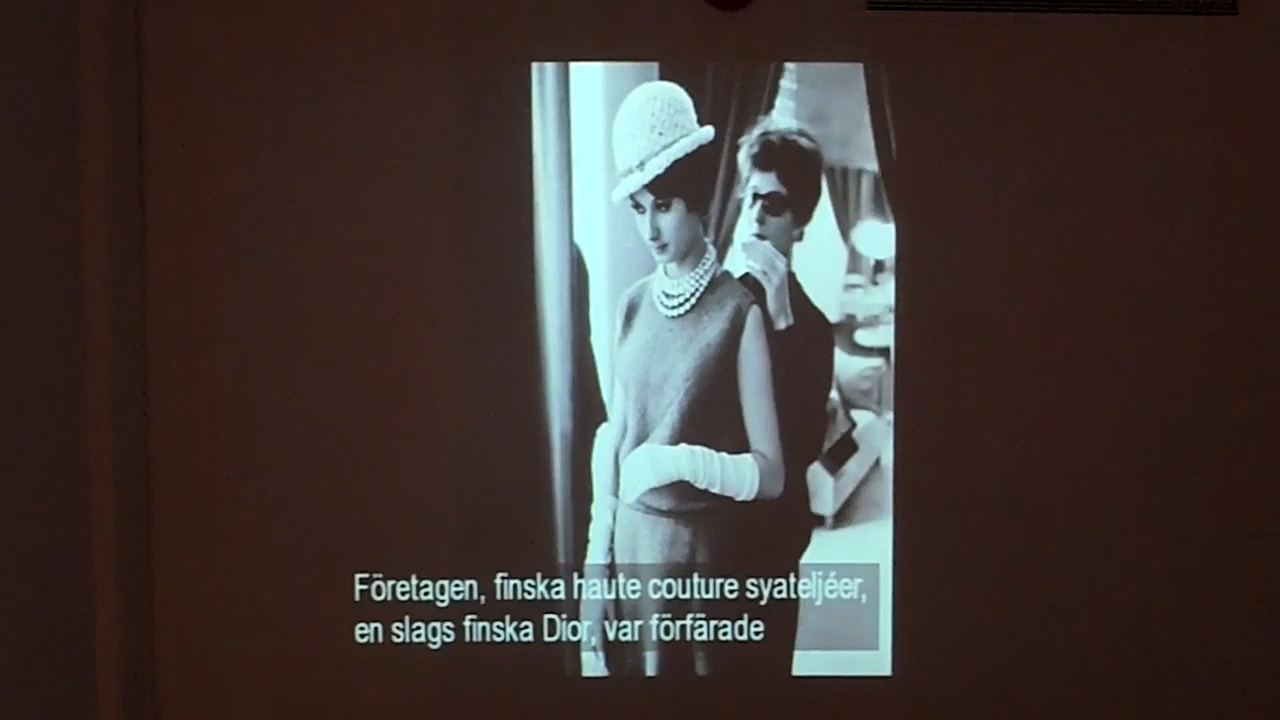 Företagen, finska haute couture syateljéer,
en slags finska Dior, var förfärade